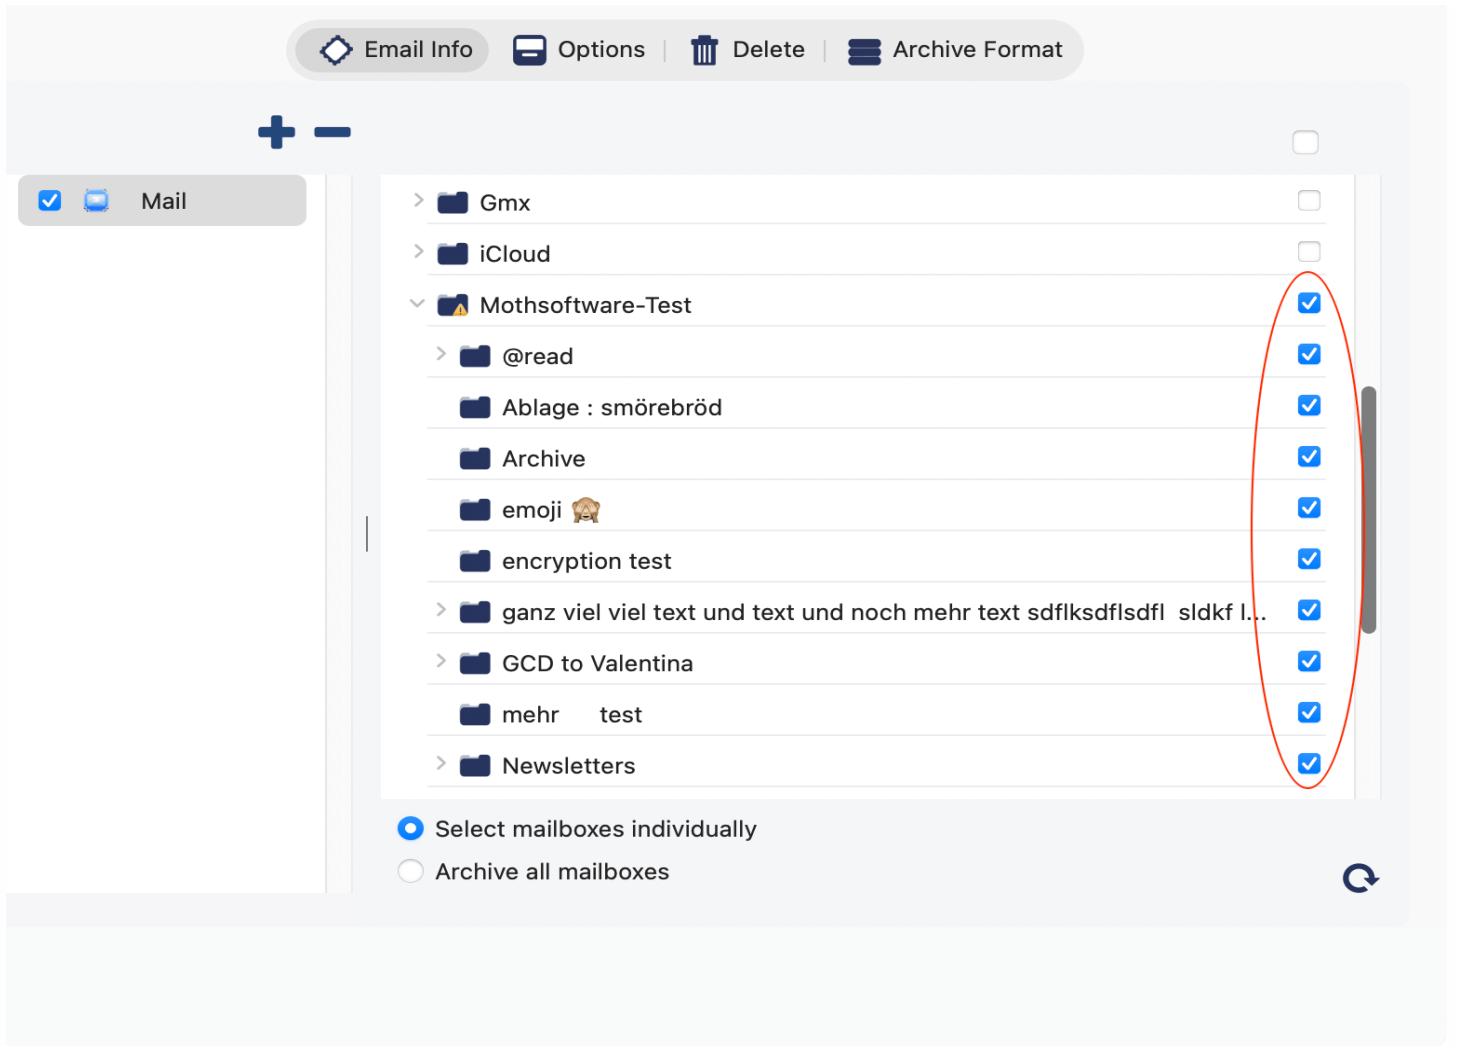 Email Info Options Delete Archive Format
Mail
Gmx
iCloud
Mothsoftware-Test
@read
Ablage : smörebröd
Archive
emoji 🙈
encryption test
ganz viel viel text und text und noch mehr text sdflksdflsdfl sldkf l...
GCD to Valentina
mehr test
Newsletters
Select mailboxes individually
Archive all mailboxes